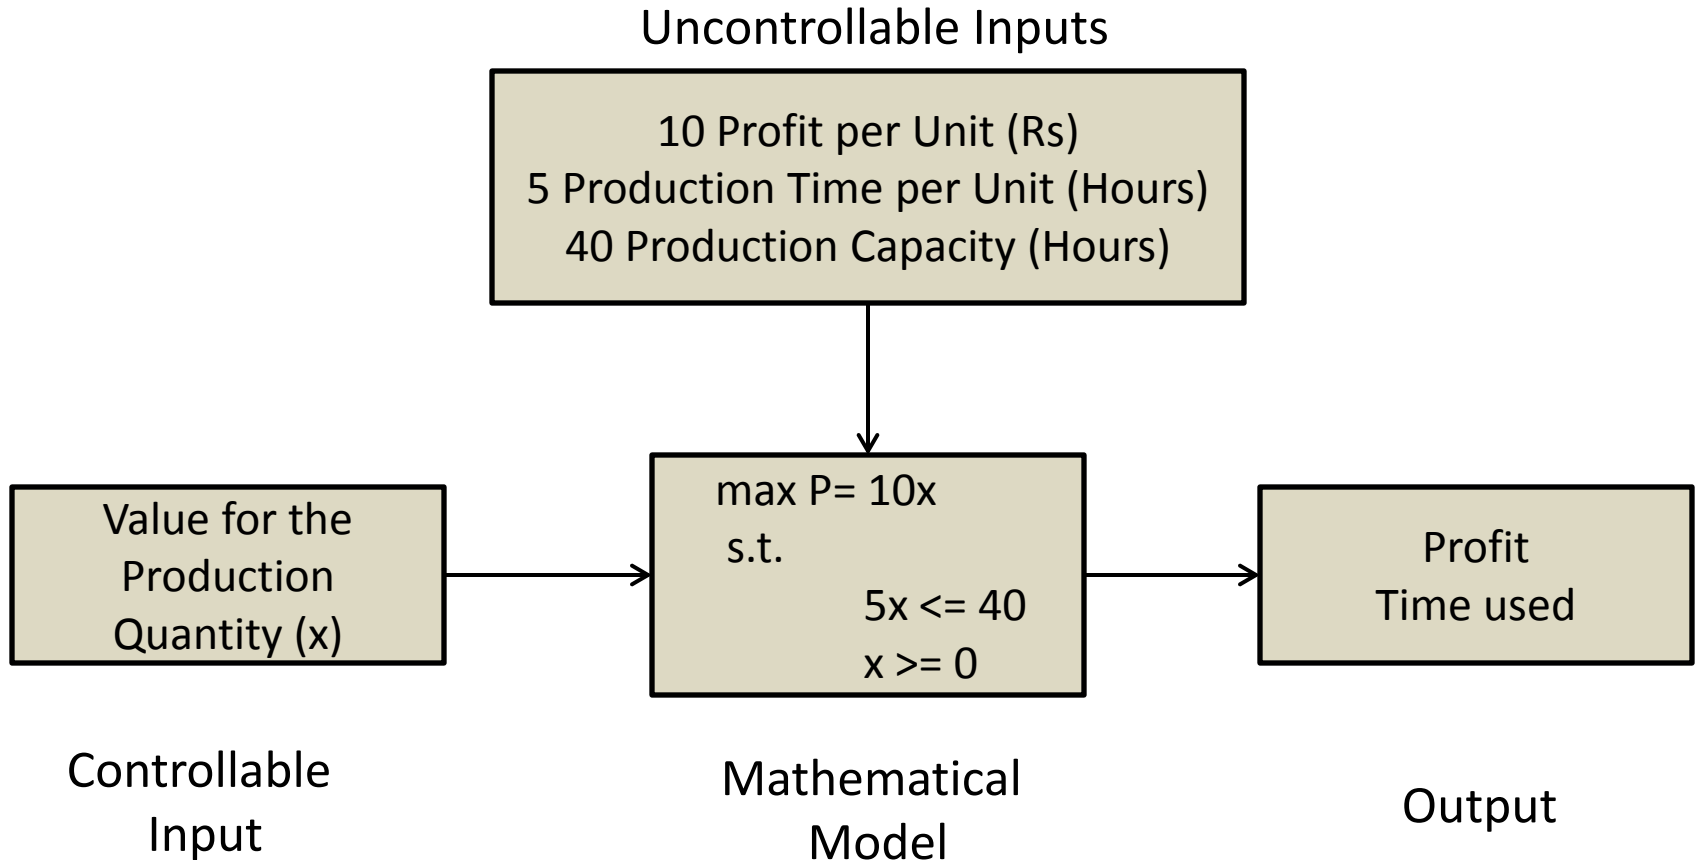 Uncontrollable Inputs
10 Profit per Unit (Rs)
5 Production Time per Unit (Hours)
40 Production Capacity (Hours)
Value for the
Production
Quantity (x)
max P= 10x
s.t.
5x <= 40
x >= 0
Profit
Time used
Controllable
Input
Mathematical
Model
Output